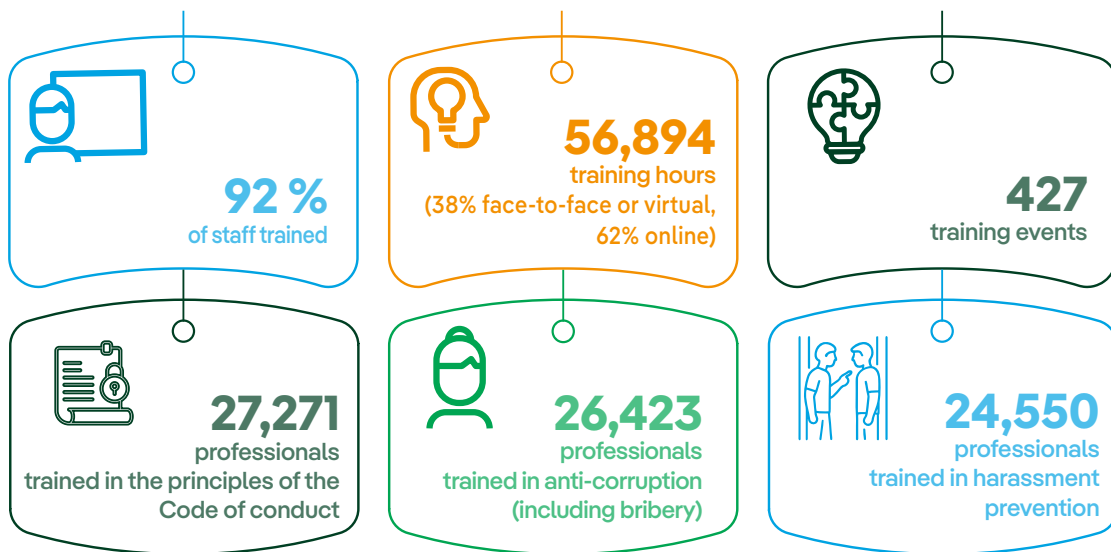 92 %
of staff trained
56,894
training hours
(38% face-to-face or virtual,
62% online)
427
training events
27,271
professionals
trained in the principles of the
Code of conduct
26,423
professionals
trained in anti-corruption
(including bribery)
24,550
professionals
trained in harassment
prevention